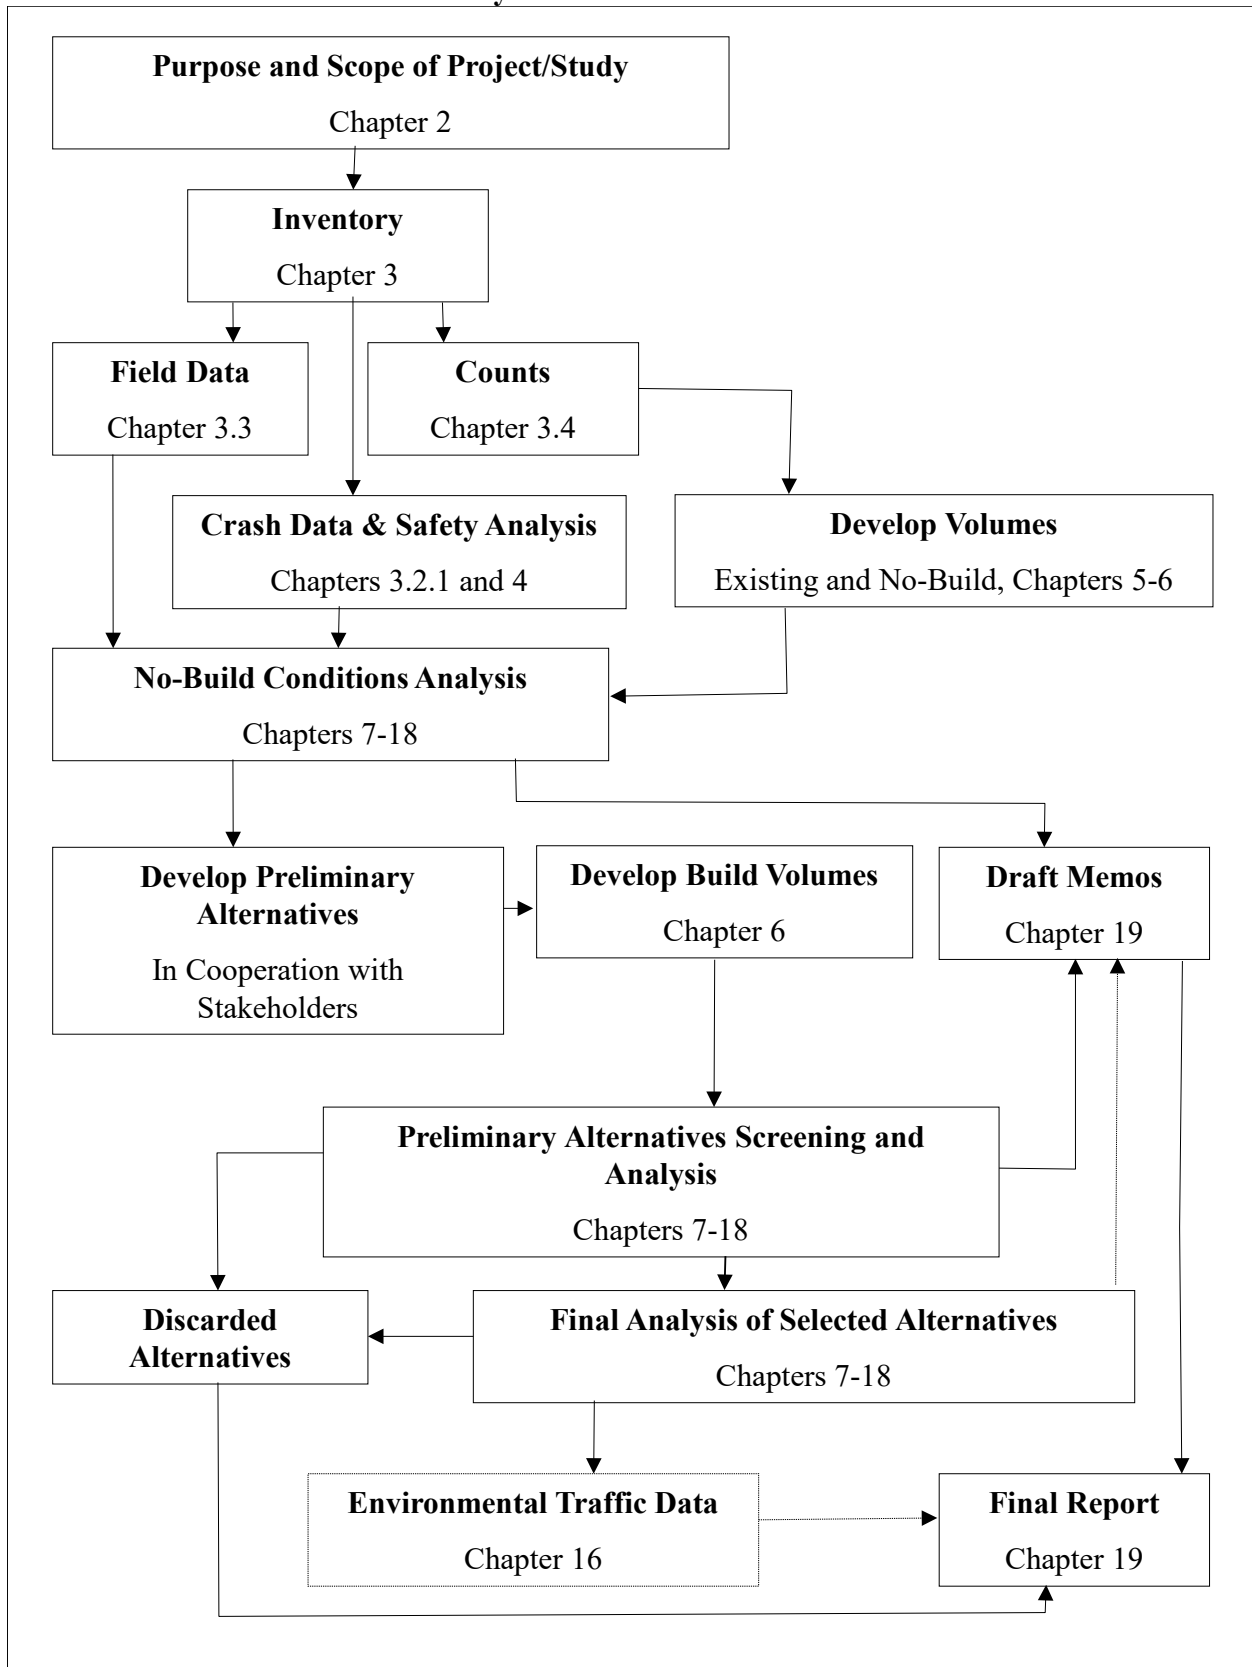 Purpose and Scope of Project/Study
Chapter 2
Inventory
Chapter 3
Field Data
Chapter 3.3
Counts
Chapter 3.4
Crash Data & Safety Analysis
Chapters 3.2.1 and 4
Develop Volumes
Existing and No-Build, Chapters 5-6
No-Build Conditions Analysis
Chapters 7-18
Develop Preliminary
Alternatives
In Cooperation with
Stakeholders
Develop Build Volumes
Chapter 6
Draft Memos
Chapter 19
Preliminary Alternatives Screening and
Analysis
Chapters 7-18
Discarded
Alternatives
Final Analysis of Selected Alternatives
Chapters 7-18
Environmental Traffic Data
Chapter 16
Final Report
Chapter 19